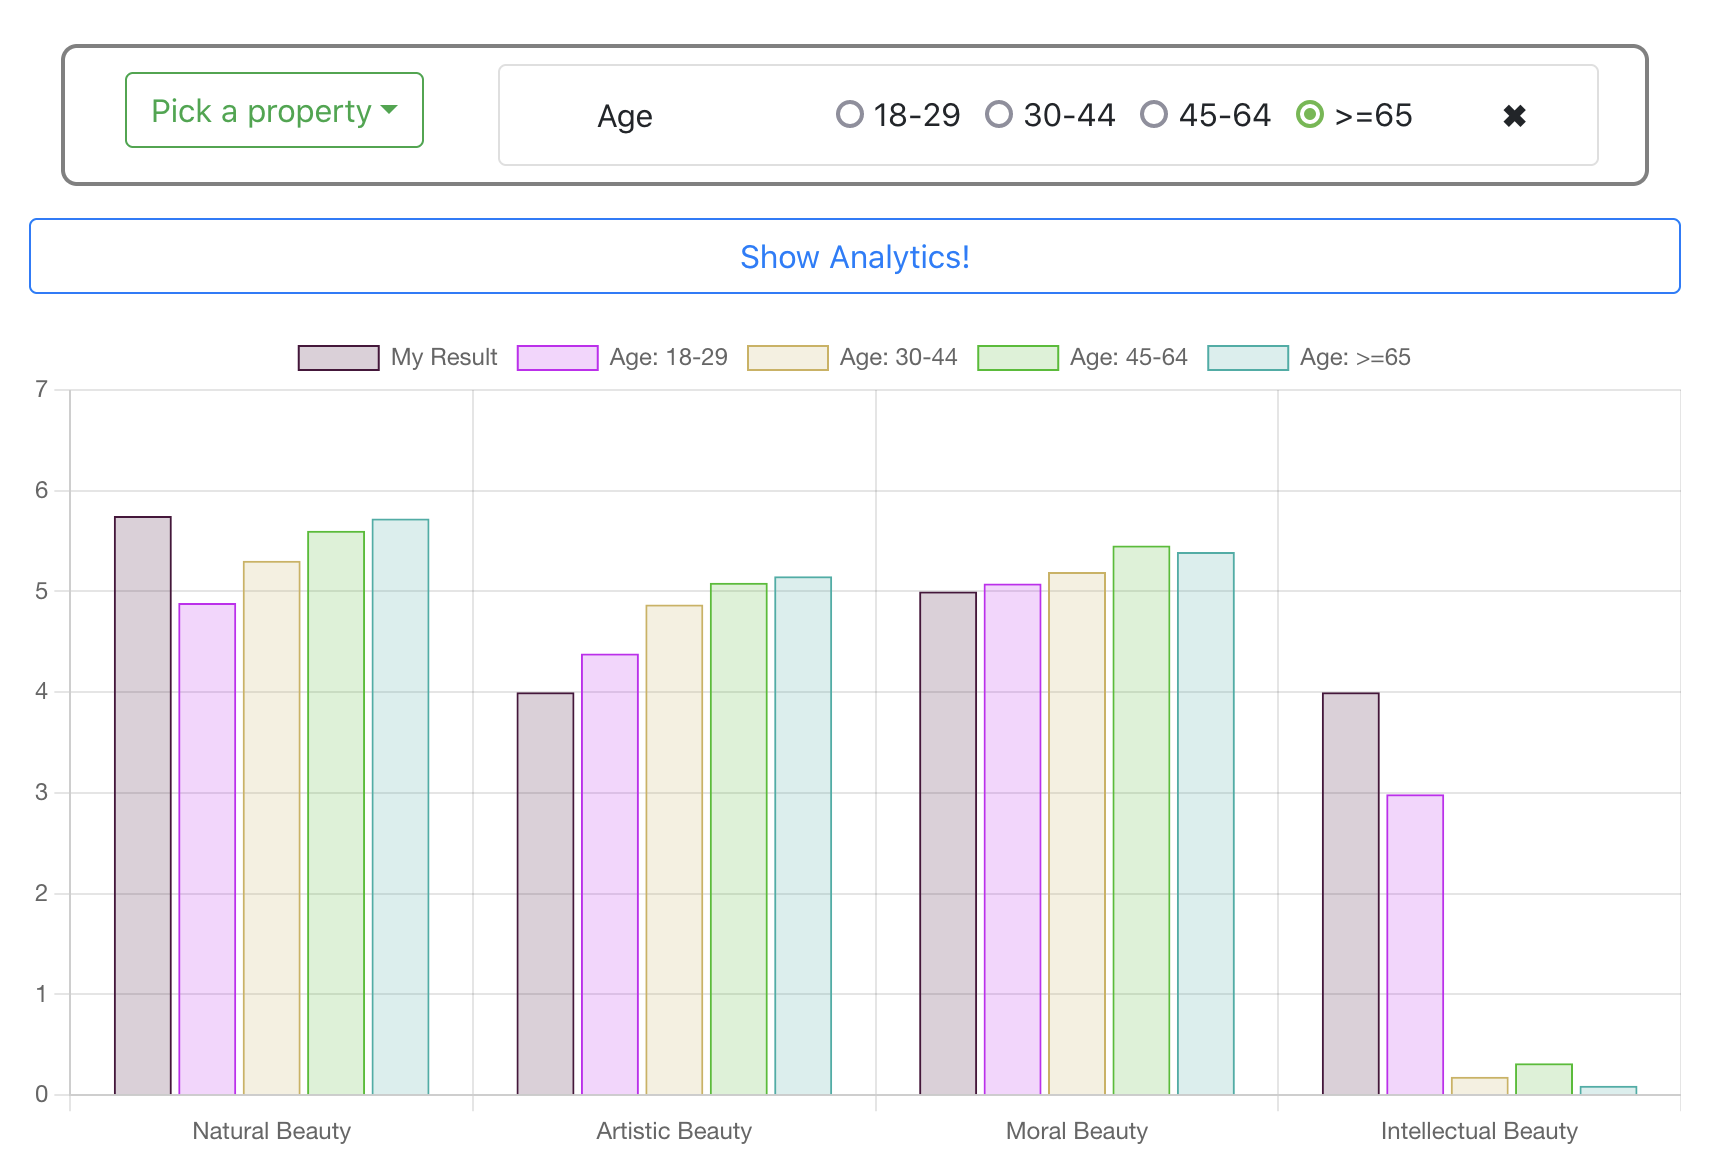 Pick a property
Age 18-29 30-44 45-64 >=65 ✖
Show Analytics!
My Result Age: 18-29 Age: 30-44 Age: 45-64 Age: >=65
7
6
5
4
3
2
1
0
Natural Beauty Artistic Beauty Moral Beauty Intellectual Beauty